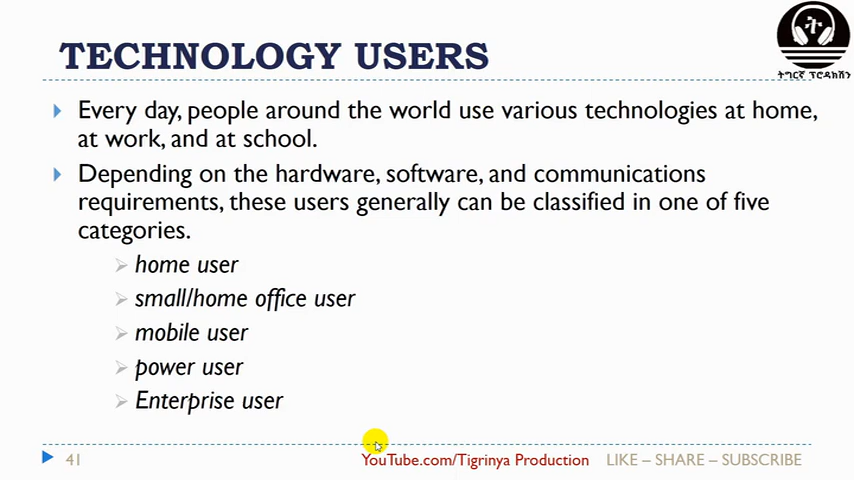 TECHNOLOGY USERS
ት
ትግርኛ ፕሮዳክሽን
Every day, people around the world use various technologies at home,
at work, and at school.
Depending on the hardware, software, and communications
requirements, these users generally can be classified in one of five
categories.
home user
small/home office user
mobile user
power user
Enterprise user
41
YouTube.com/Tigrinya Production
LIKE – SHARE – SUBSCRIBE